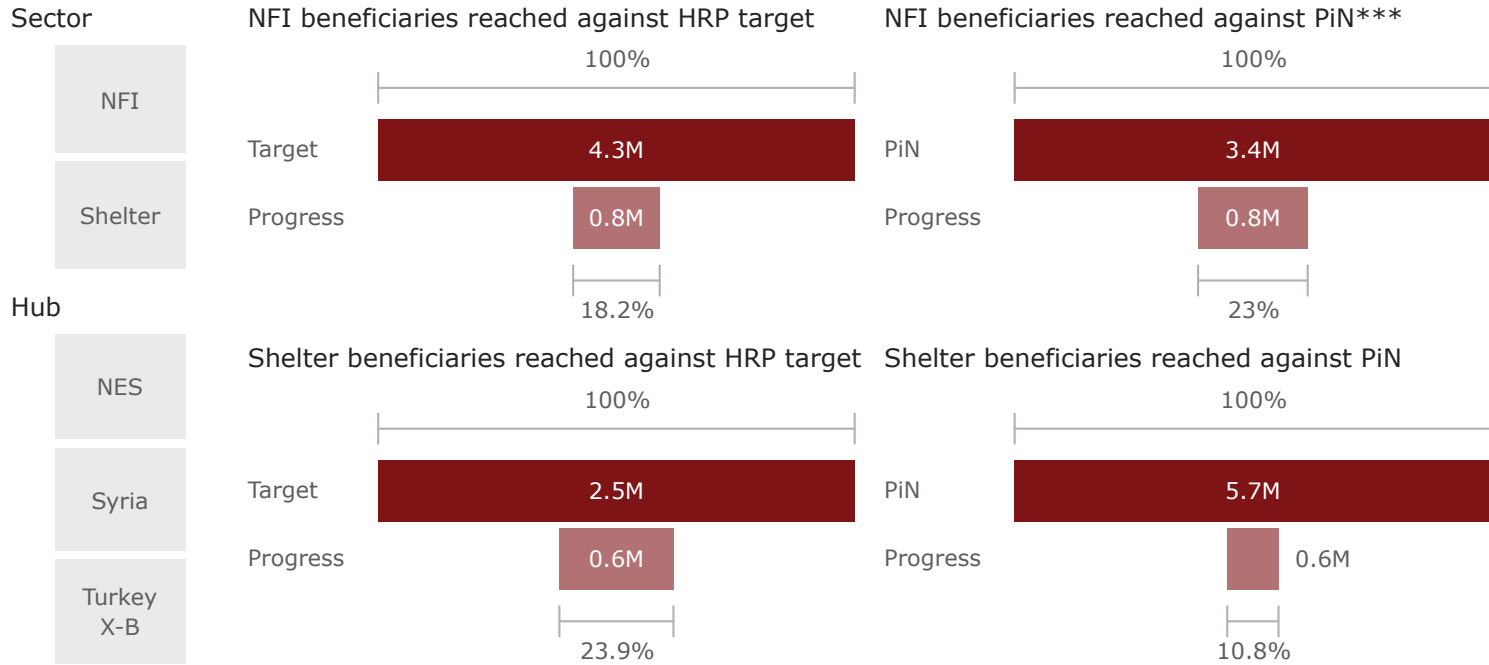 Sector
NFI
Shelter
Hub
NES
Syria
Turkey
X-B
NFI beneficiaries reached against HRP target
100%
Target
4.3M
Progress
0.8M
18.2%
NFI beneficiaries reached against PiN***
100%
PiN
3.4M
Progress
0.8M
23%
Shelter beneficiaries reached against HRP target
100%
Target
2.5M
Progress
0.6M
23.9%
Shelter beneficiaries reached against PiN
100%
PiN
5.7M
Progress
0.6M
10.8%